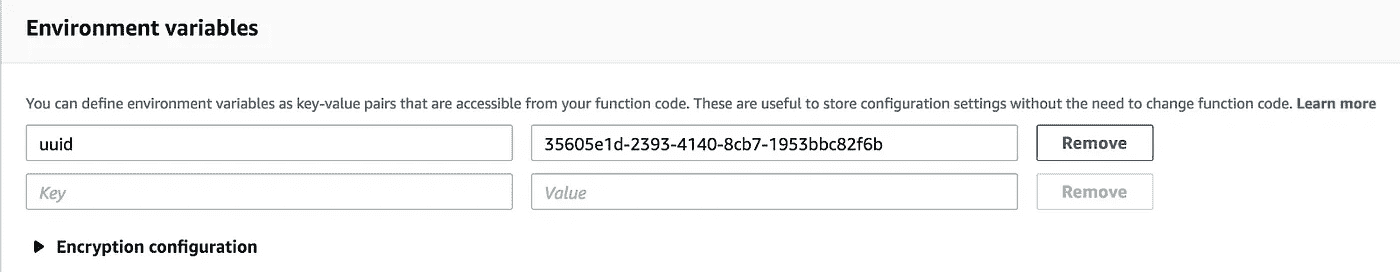 Environment variables
You can define environment variables as key-value pairs that are accessible from your function code. These are useful to store configuration settings without the need to change function code. Learn more
uuid 35605e1d-2393-4140-8cb7-1953bbc82f6b Remove
Key Value Remove
Encryption configuration